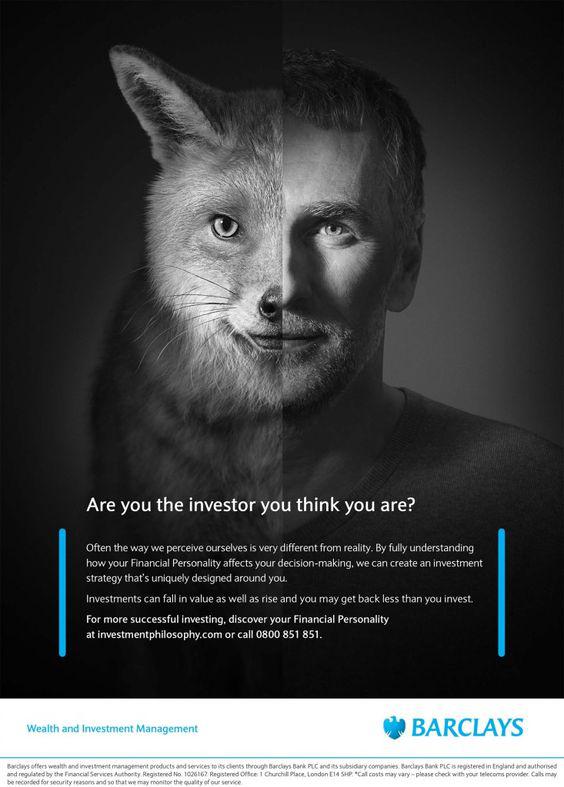 Are you the investor you think you are?
Often the way we perceive ourselves is very different from reality. By fully understanding
how your Financial Personality affects your decision-making, we can create an investment
strategy that's uniquely designed around you.
Investments can fall in value as well as rise and you may get back less than you invest.
For more successful investing, discover your Financial Personality
at investmentphilosophy.com or call 0800 851 851.
Wealth and Investment Management
BARCLAYS
Barclays offers wealth and investment management products and services to its clients through Barclays Bank PLC and its subsidiary companies. Barclays Bank PLC is registered in England and authorised
and regulated by the Financial Services Authority. Registered No. 1026167. Registered Office: 1 Churchill Place, London E14 5HP. *Call costs may vary – please check with your telecoms provider. Calls may
be recorded for security reasons and so that we may monitor the quality of our service.